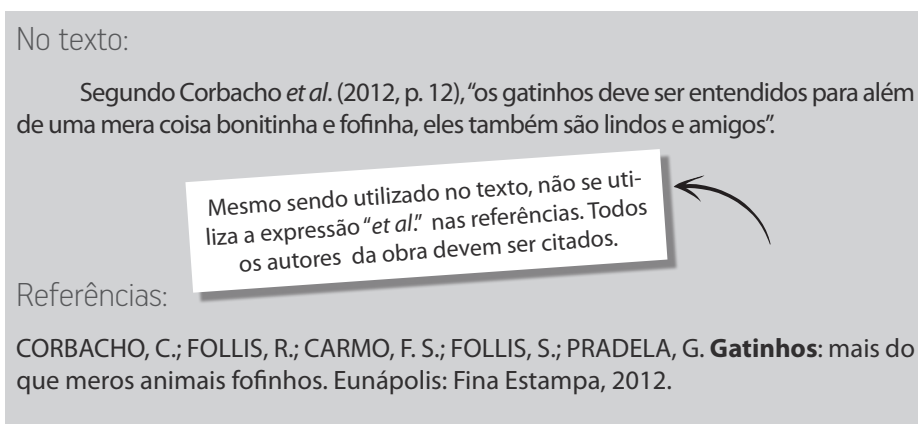 No texto:
Segundo Corbacho et al. (2012, p. 12), “os gatinhos deve ser entendidos para além
de uma mera coisa bonitinha e fofinha, eles também são lindos e amigos”.
Mesmo sendo utilizado no texto, não se uti-
liza a expressão “et al.” nas referências. Todos
os autores da obra devem ser citados.
Referências:
CORBACHO, C.; FOLLIS, R.; CARMO, F. S.; FOLLIS, S.; PRADELA, G. Gatinhos: mais do
que meros animais fofinhos. Eunápolis: Fina Estampa, 2012.